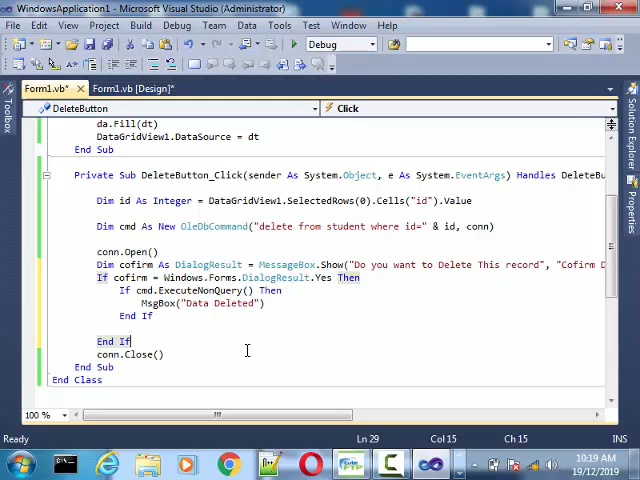 WindowsApplication1 - Microsoft Visual Studio (Administrator)
File Edit View Project Build Debug Team Data Tools Test Window Help
Debug
Form1.vb* Form1.vb [Design]*
DeleteButton Click
Toolbox
Solution Explorer
Properties
da.Fill(dt)
DataGridView1.DataSource = dt
End Sub
Private Sub DeleteButton_Click(sender As System.Object, e As System.EventArgs) Handles DeleteBu
Dim id As Integer = DataGridView1.SelectedRows(0).Cells("id").Value
Dim cmd As New OleDbCommand("delete from student where id=" & id, conn)
conn.Open()
Dim cofirm As DialogResult = MessageBox.Show("Do you want to Delete This record", "Cofirm D
If cofirm = Windows.Forms.DialogResult.Yes Then
If cmd.ExecuteNonQuery() Then
MsgBox("Data Deleted")
End If
End If
conn.Close()
End Sub
End Class
100 %
Ready Ln 29 Col 15 Ch 15 INS
10:19 AM
19/12/2019